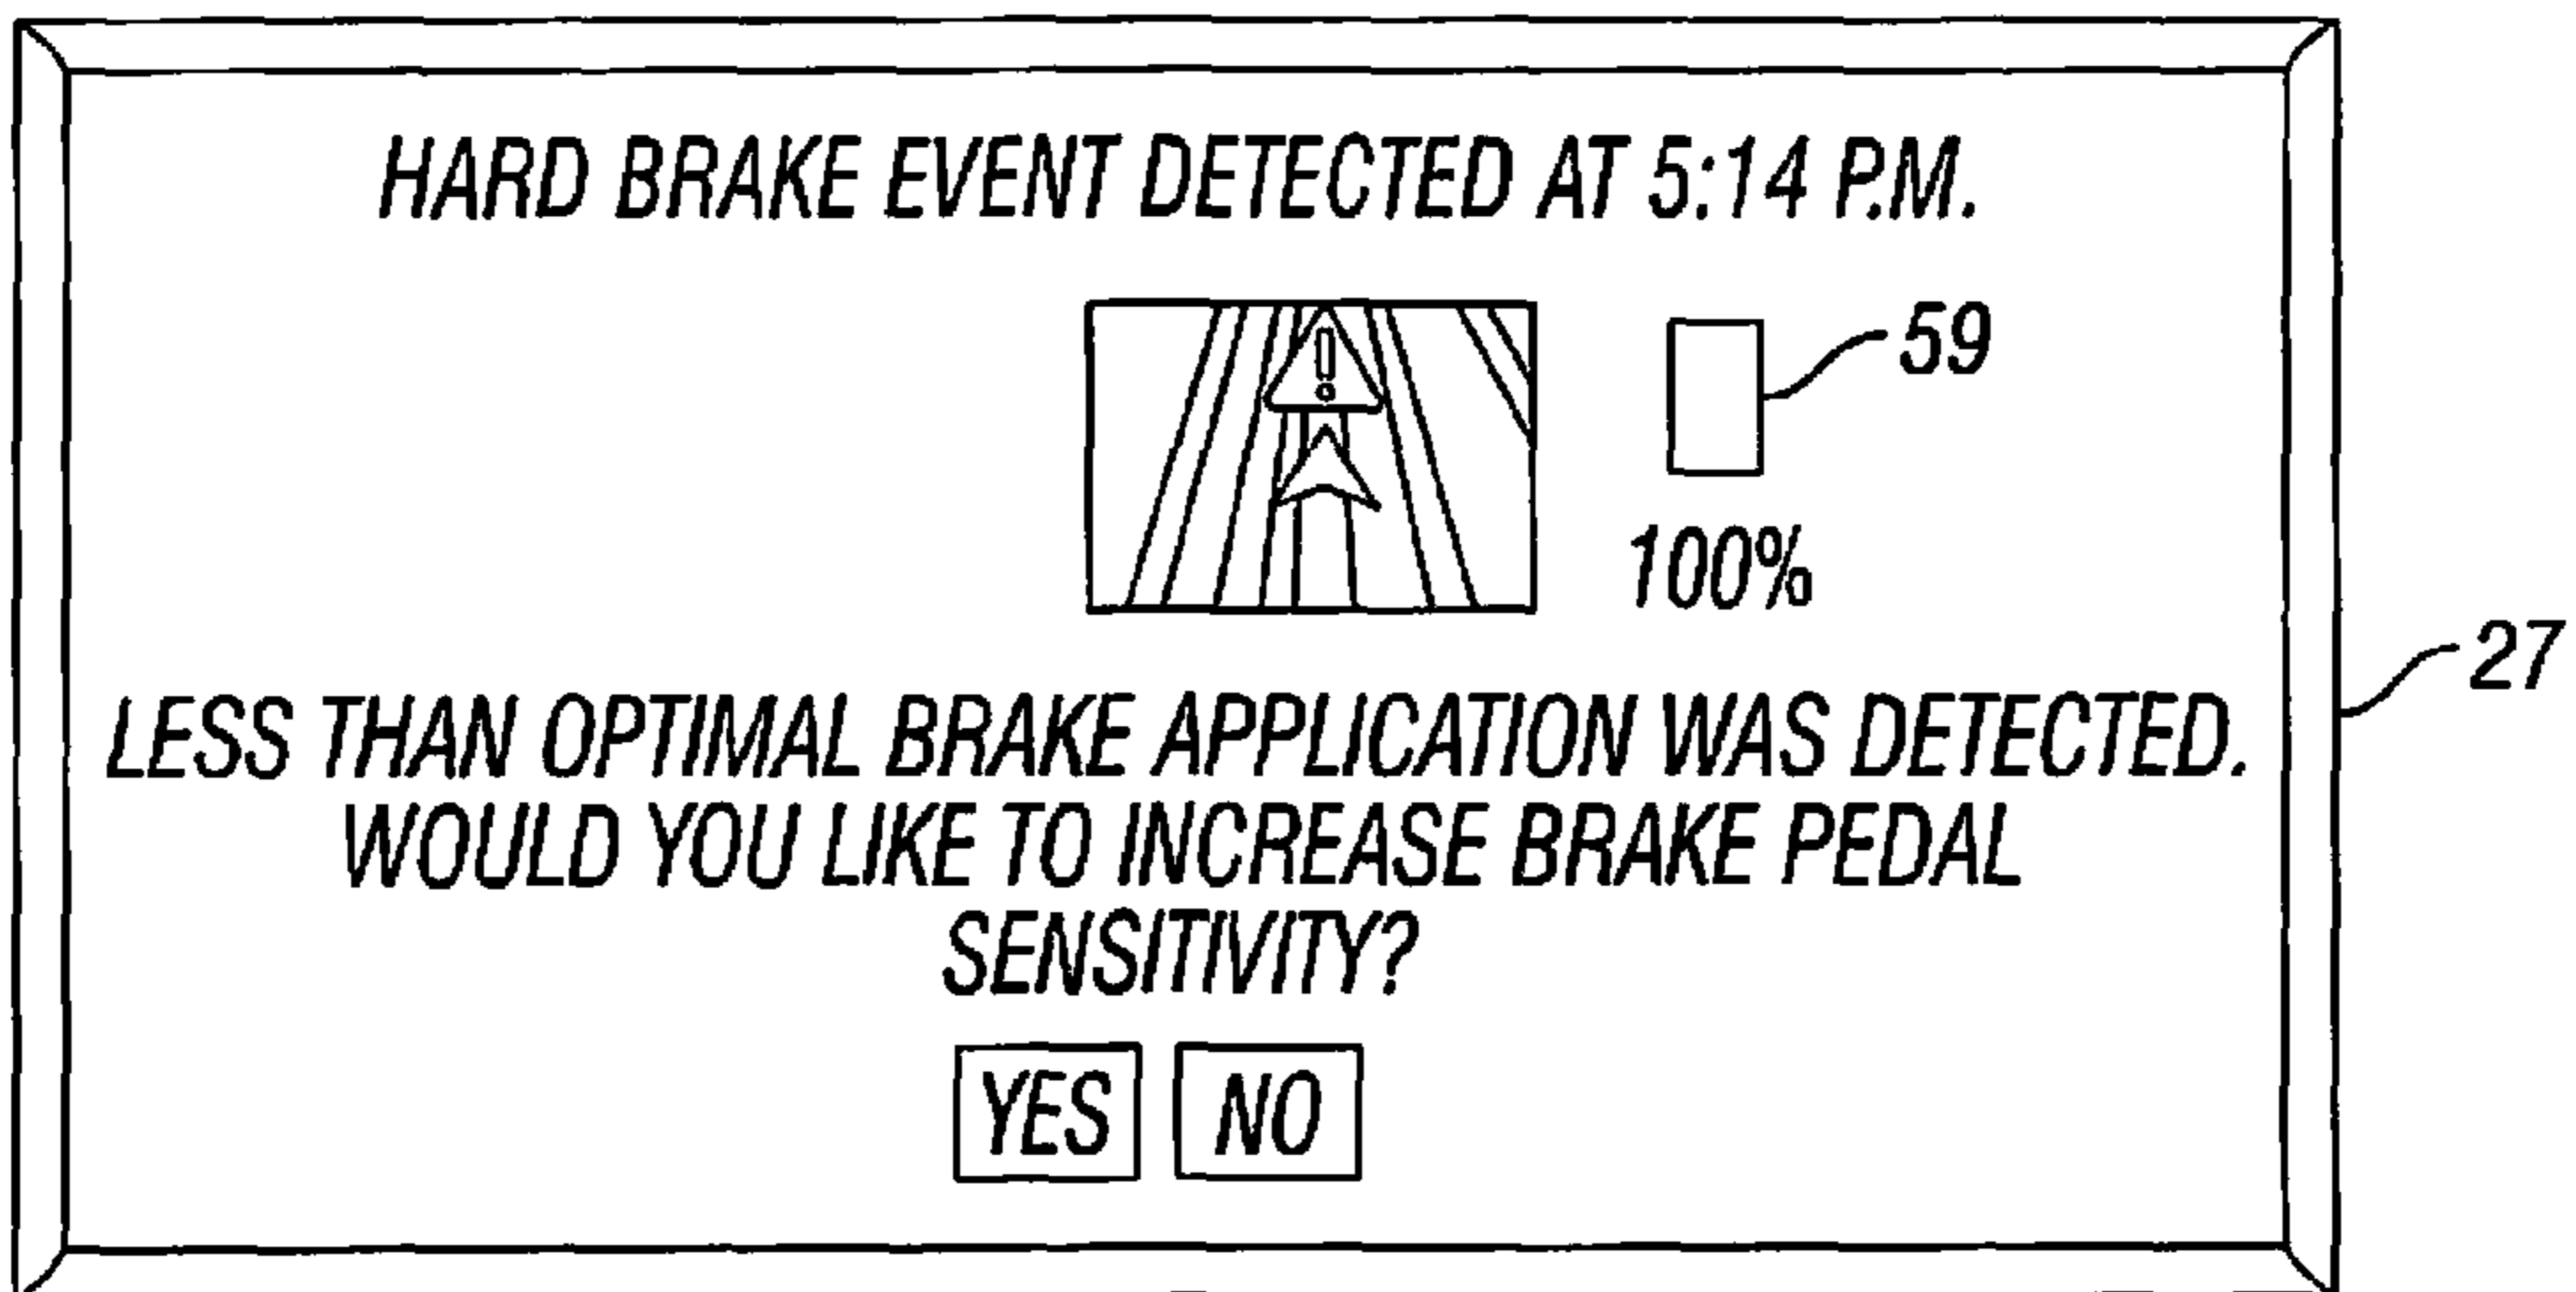 HARD BRAKE EVENT DETECTED AT 5:14 P.M.
59
100%
27
LESS THAN OPTIMAL BRAKE APPLICATION WAS DETECTED.
WOULD YOU LIKE TO INCREASE BRAKE PEDAL
SENSITIVITY?
YES NO